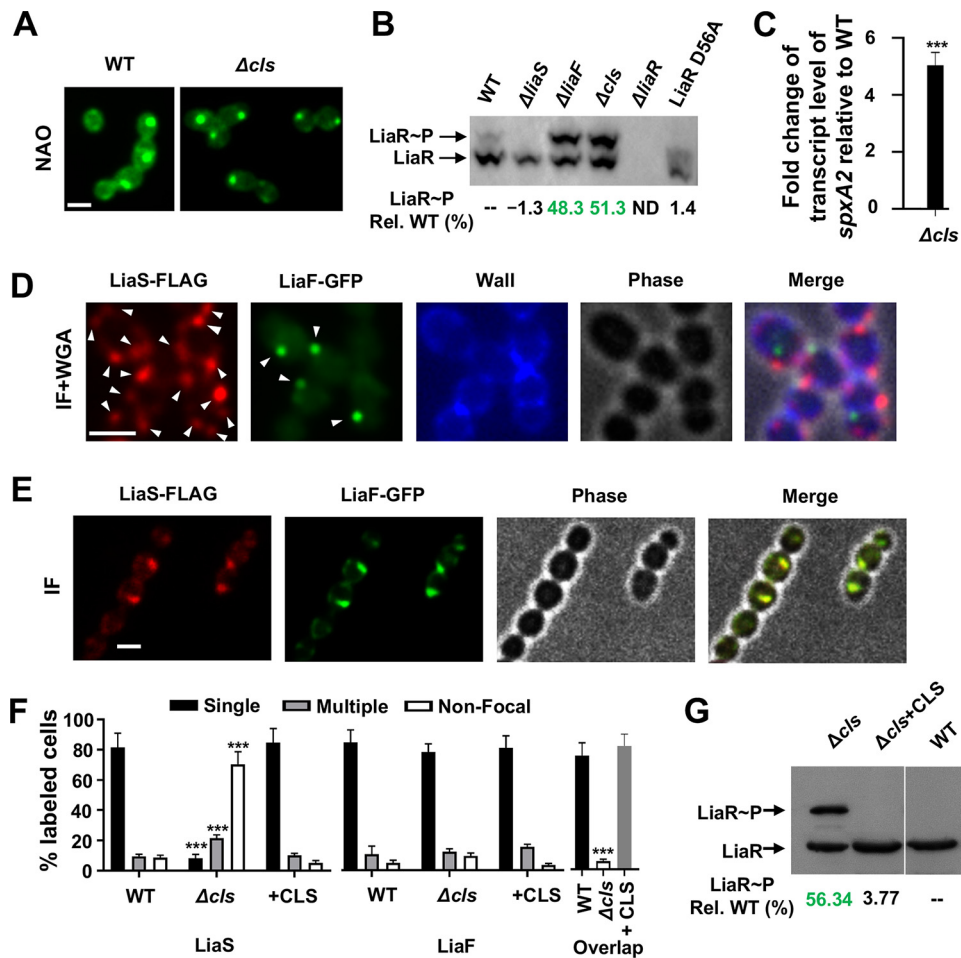 A
WT
Δcls
NAO
B
WT
ΔliaS
ΔliaF
Δcls
ΔliaR
LiaR D56A
LiaR~P
LiaR
LiaR~P
Rel. WT (%)
-- −1.3 48.3 51.3 ND 1.4
C
Fold change of
transcript level of
spxA2 relative to WT
6
4
2
0
***
Δcls
D
LiaS-FLAG
LiaF-GFP
Wall
Phase
Merge
IF+WGA
E
LiaS-FLAG
LiaF-GFP
Phase
Merge
IF
F
Single
Multiple
Non-Focal
% labeled cells
100
80
60
40
20
0
***
***
***
***
WT
Δcls
+CLS
WT
Δcls
+CLS
WT
Δcls
+ CLS
LiaS
LiaF
Overlap
G
Δcls
Δcls+CLS
WT
LiaR~P
LiaR
LiaR~P
Rel. WT (%)
56.34 3.77 --